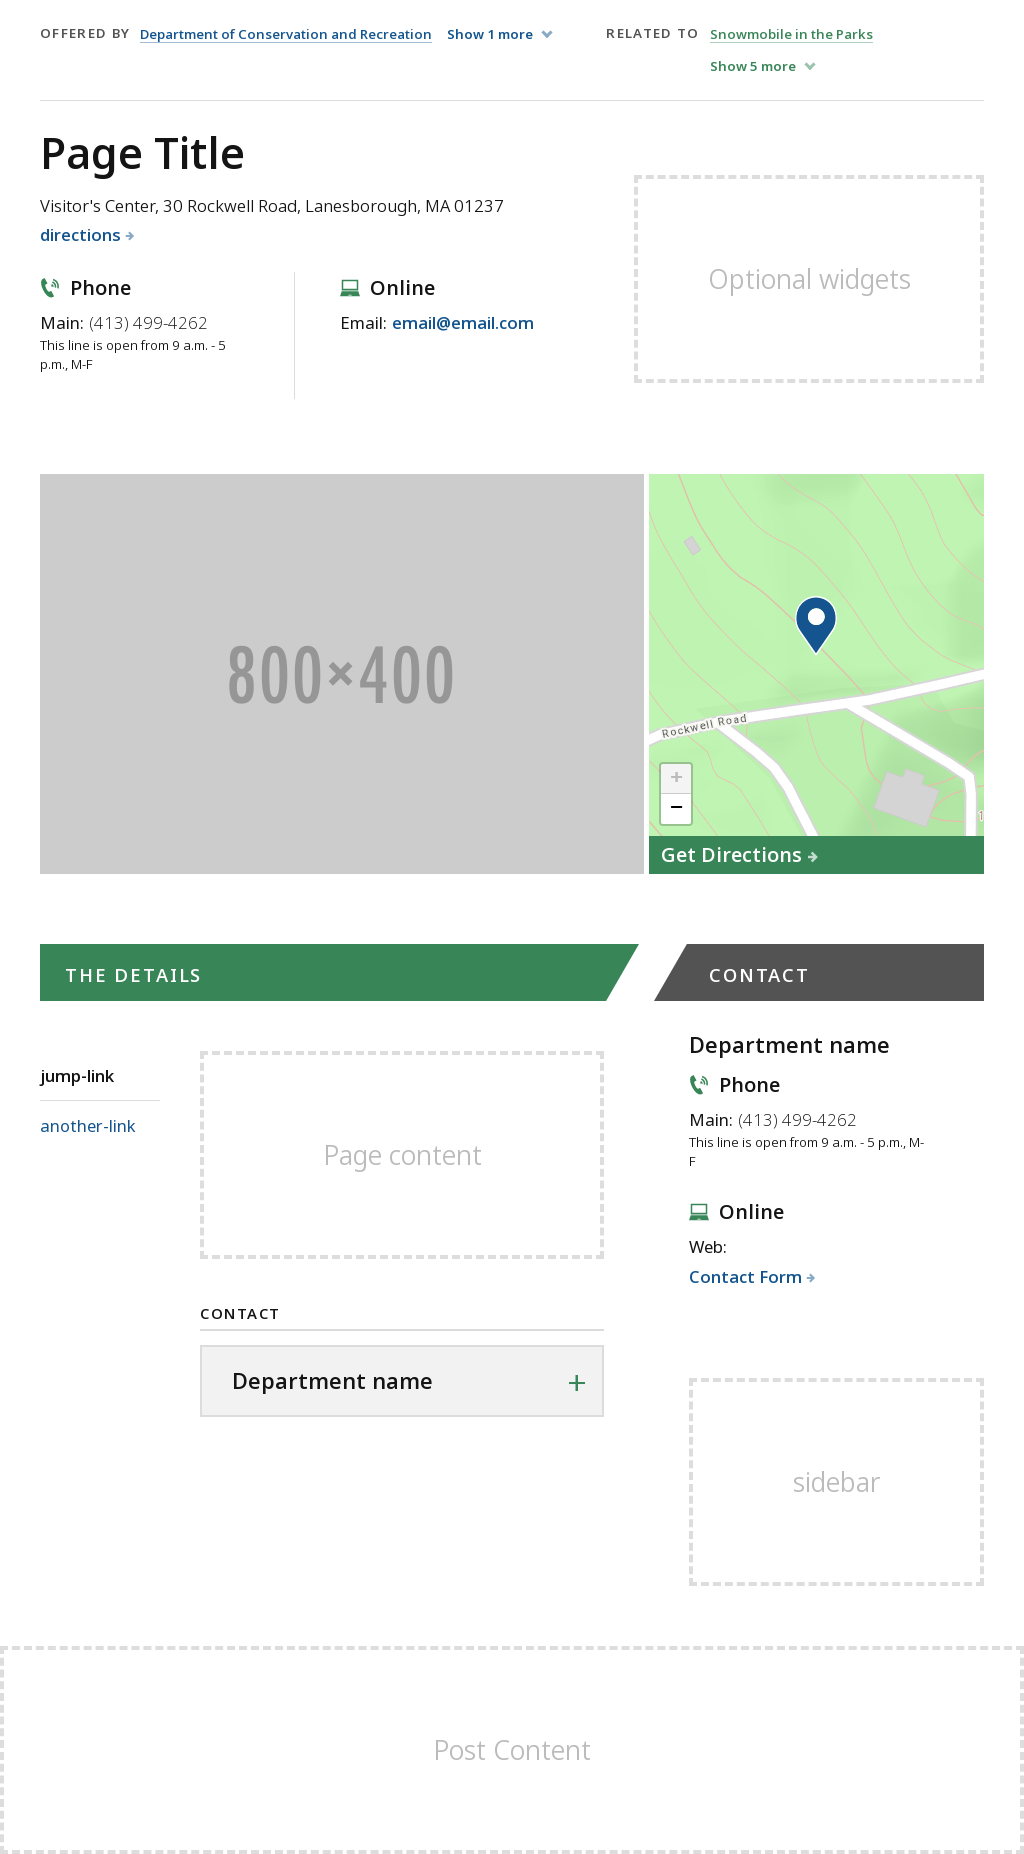 OFFERED BY Department of Conservation and Recreation Show 1 more
RELATED TO Snowmobile in the Parks
Show 5 more
Page Title
Visitor's Center, 30 Rockwell Road, Lanesborough, MA 01237
directions
Phone
Main: (413) 499-4262
This line is open from 9 a.m. - 5
p.m., M-F
Online
Email: email@email.com
Optional widgets
800×400
Rockwell Road
+
−
Get Directions
THE DETAILS
jump-link
another-link
Page content
CONTACT
Department name
+
CONTACT
Department name
Phone
Main: (413) 499-4262
This line is open from 9 a.m. - 5 p.m., M-
F
Online
Web:
Contact Form
sidebar
Post Content